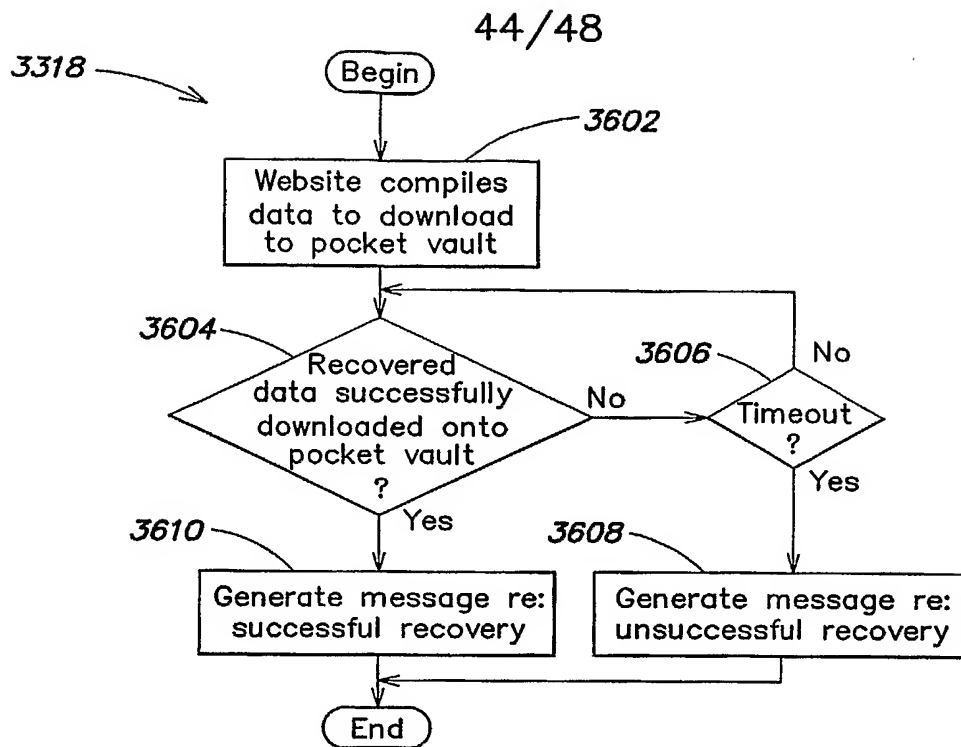 44/48
3318
Begin
3602
Website compiles
data to download
to pocket vault
3604
Recovered
data successfully
downloaded onto
pocket vault
?
No
3606
Timeout
?
No
Yes
Yes
3610
Generate message re:
successful recovery
3608
Generate message re:
unsuccessful recovery
End